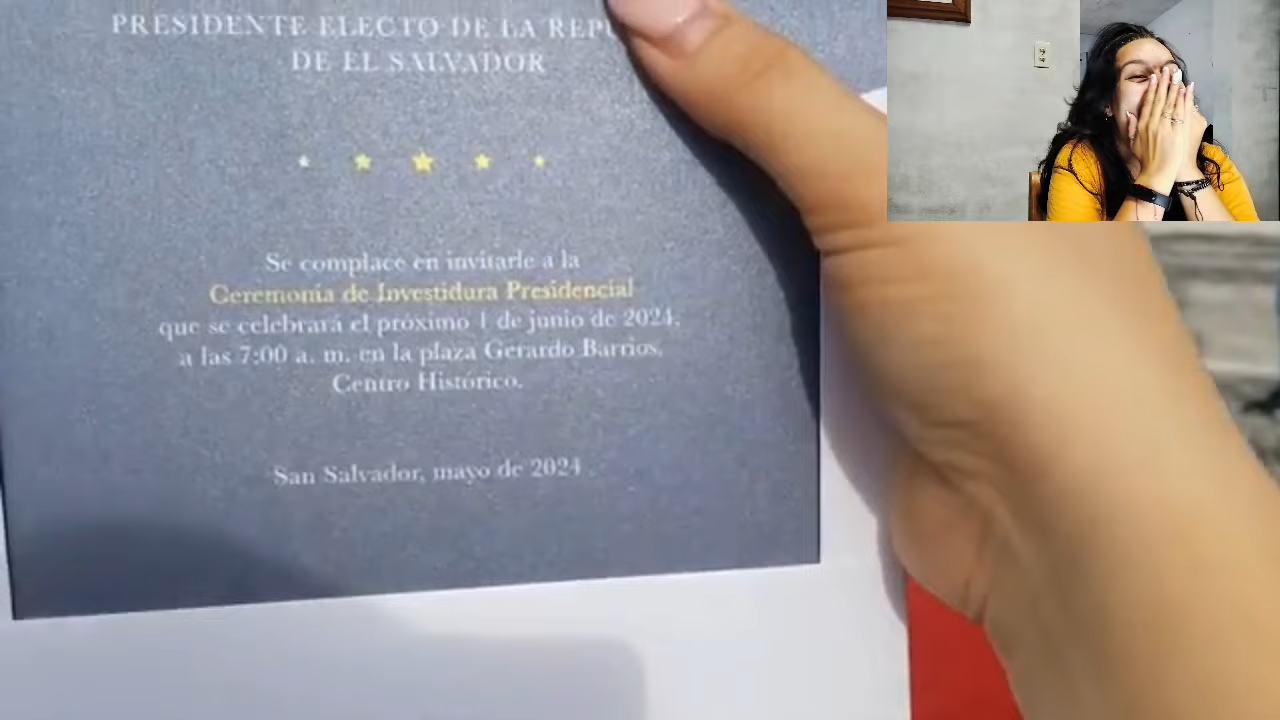 PRESIDENTE ELECTO DE LA REPU
DE EL SALVADOR
Se complace en invitarle a la
Ceremonia de Investidura Presidencial
que se celebrará el próximo 1 de junio de 2024,
a las 7:00 a. m. en la plaza Gerardo Barrios,
Centro Histórico.
San Salvador, mayo de 2024